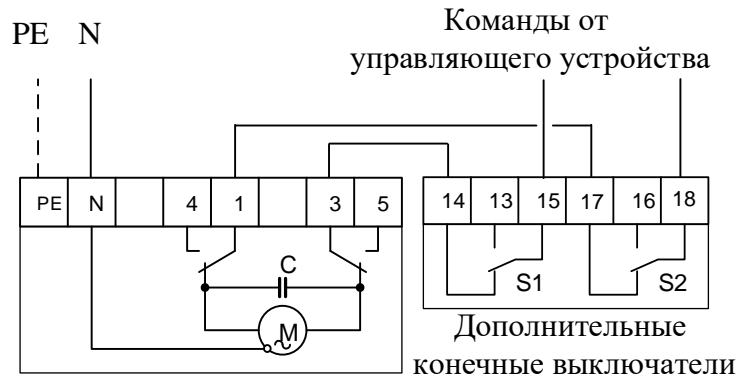 Команды от
управляющего устройства
PE N
PE N 4 1 3 5
14 13 15 17 16 18
C
M
S1 S2
Дополнительные
конечные выключатели